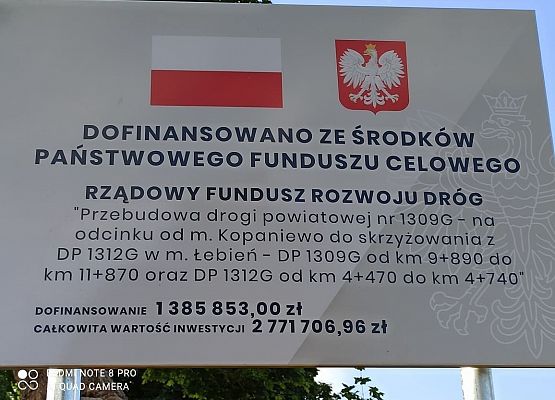 DOFINANSOWANO ZE ŚRODKÓW
PAŃSTWOWEGO FUNDUSZU CELOWEGO
RZĄDOWY FUNDUSZ ROZWOJU DRÓG
"Przebudowa drogi powiatowej nr 1309G - na
odcinku od m. Kopaniewo do skrzyżowania z
DP 1312G w m. Łebień - DP 1309G od km 9+890 do
km 11+870 oraz DP 1312G od km 4+470 do km 4+740"
DOFINANSOWANIE 1 385 853,00 zł
CAŁKOWITA WARTOŚĆ INWESTYCJI 2 771 706,96 zł
REDMI NOTE 8 PRO
AI QUAD CAMERA